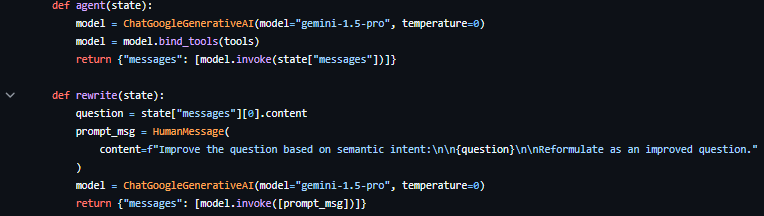 def agent(state):
    model = ChatGoogleGenerativeAI(model="gemini-1.5-pro", temperature=0)
    model = model.bind_tools(tools)
    return {"messages": [model.invoke(state["messages"])]}
def rewrite(state):
    question = state["messages"][0].content
    prompt_msg = HumanMessage(
        content=f"Improve the question based on semantic intent:\n\n{question}\n\nReformulate as an improved question."
    )
    model = ChatGoogleGenerativeAI(model="gemini-1.5-pro", temperature=0)
    return {"messages": [model.invoke([prompt_msg])]}